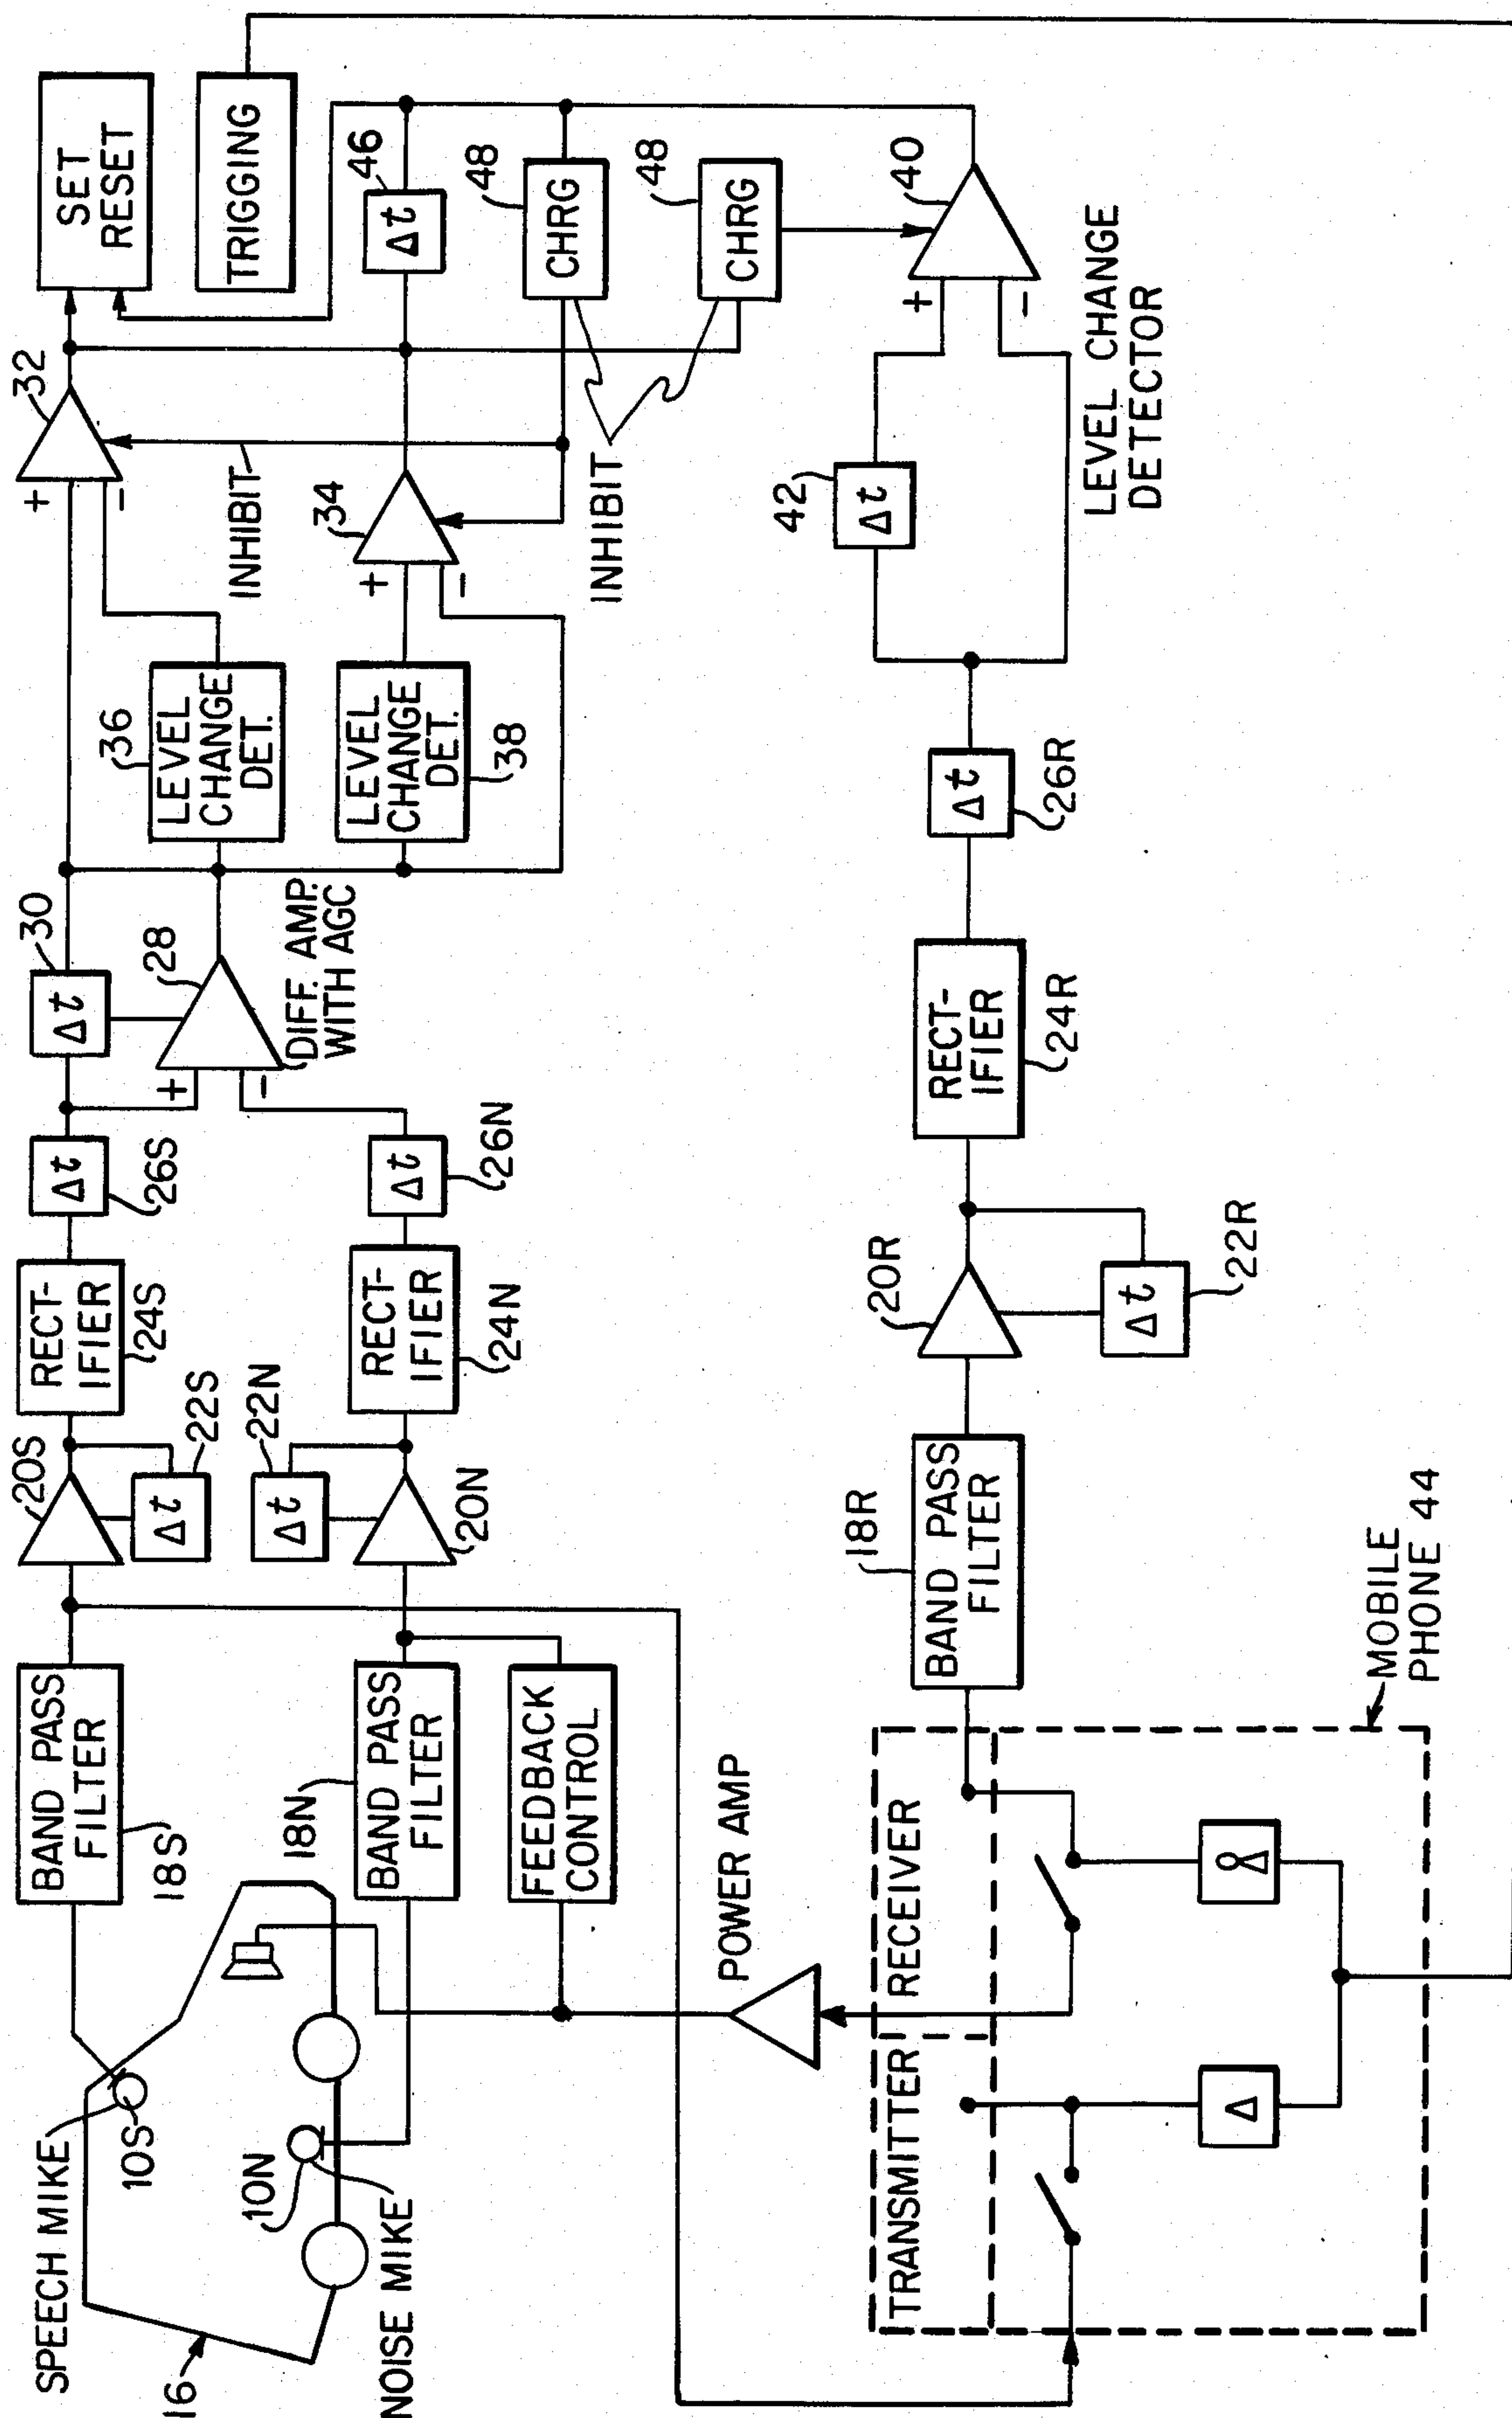 SPEECH MIKE
10S
16
10N
NOISE MIKE
BAND PASS
FILTER
18S
18N
BAND PASS
FILTER
FEEDBACK
CONTROL
20S
Δt
22S
22N
Δt
20N
RECT-
IFIER
24S
RECT-
IFIER
24N
Δt
26S
Δt
26N
30
Δt
28
+
−
DIFF. AMP.
WITH AGC
36
LEVEL
CHANGE
DET.
LEVEL
CHANGE
DET.
38
32
+
−
INHIBIT
34
+
−
INHIBIT
SET
RESET
TRIGGING
46
Δt
48
CHRG
48
CHRG
40
+
−
42
Δt
LEVEL CHANGE
DETECTOR
POWER AMP
TRANSMITTER
RECEIVER
Δ
MOBILE
PHONE 44
18R
BAND PASS
FILTER
20R
Δt
22R
RECT-
IFIER
24R
Δt
26R